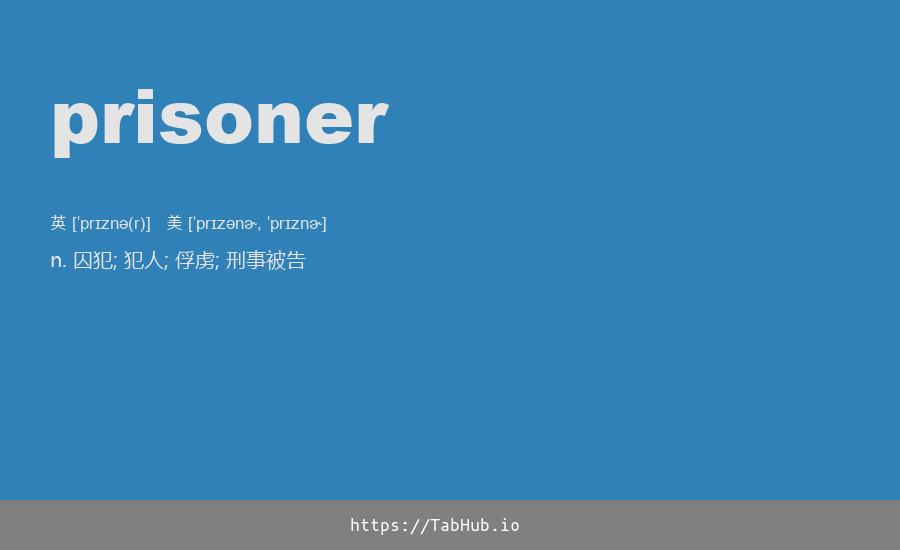 prisoner
英 [ˈprɪznə(r)] 美 [ˈprɪzənɚ, ˈprɪznɚ]
n. 囚犯; 犯人; 俘虏; 刑事被告
https://TabHub.io